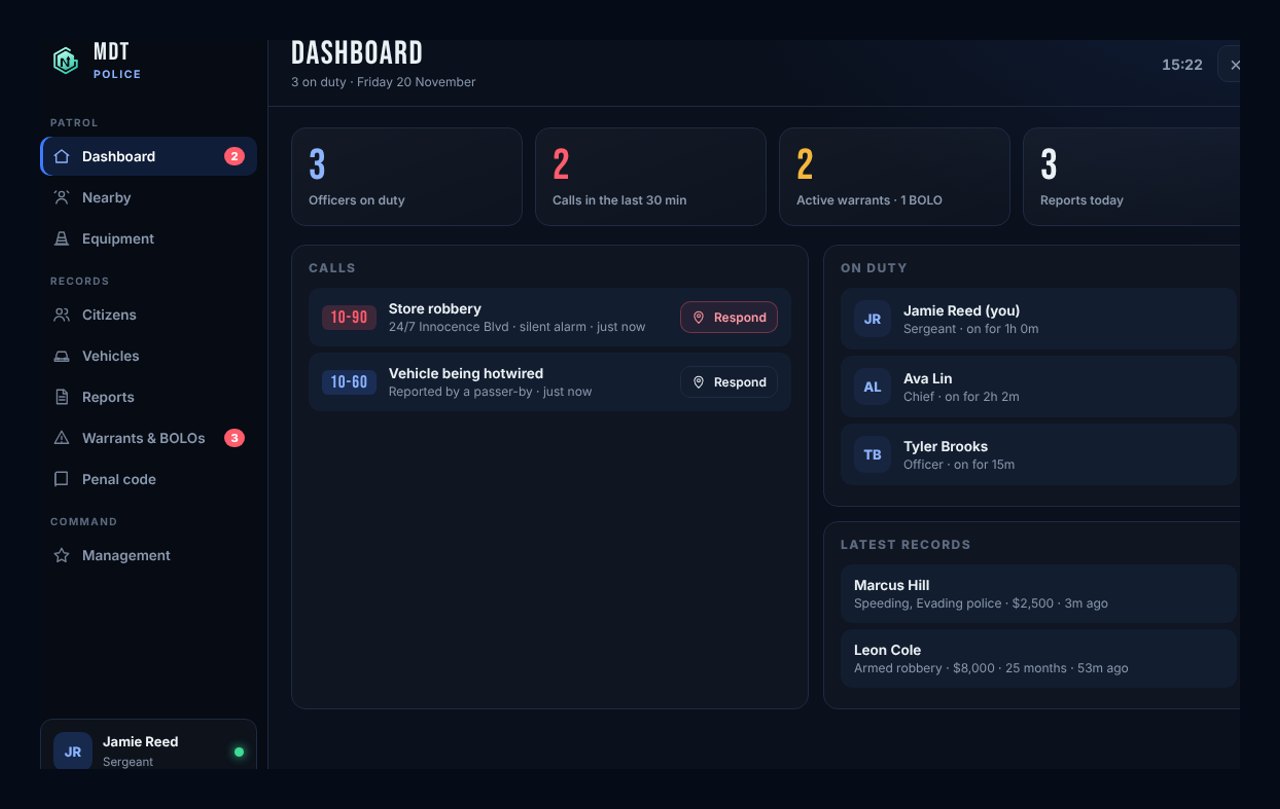 MDT
POLICE
PATROL
Dashboard 2
Nearby
Equipment
RECORDS
Citizens
Vehicles
Reports
Warrants & BOLOs 3
Penal code
COMMAND
Management
JR
Jamie Reed
Sergeant
DASHBOARD
3 on duty · Friday 20 November
15:22
3
Officers on duty
2
Calls in the last 30 min
2
Active warrants · 1 BOLO
3
Reports today
CALLS
10-90
Store robbery
24/7 Innocence Blvd · silent alarm · just now
Respond
10-60
Vehicle being hotwired
Reported by a passer-by · just now
Respond
ON DUTY
JR
Jamie Reed (you)
Sergeant · on for 1h 0m
AL
Ava Lin
Chief · on for 2h 2m
TB
Tyler Brooks
Officer · on for 15m
LATEST RECORDS
Marcus Hill
Speeding, Evading police · $2,500 · 3m ago
Leon Cole
Armed robbery · $8,000 · 25 months · 53m ago